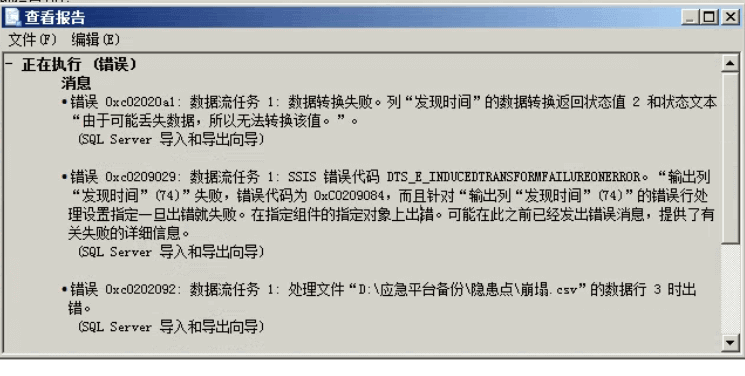 查看报告
文件(F) 编辑(E)
- 正在执行 (错误)
消息
•错误 0xc02020a1: 数据流任务 1: 数据转换失败。列“发现时间”的数据转换返回状态值 2 和状态文本
“由于可能丢失数据，所以无法转换该值。”。
(SQL Server 导入和导出向导)
•错误 0xc0209029: 数据流任务 1: SSIS 错误代码 DTS_E_INDUCEDTRANSFORMFAILUREONERROR。“输出列
“发现时间”(74)”失败，错误代码为 0xC0209084，而且针对“输出列“发现时间”(74)”的错误行处
理设置指定一旦出错就失败。在指定组件的指定对象上出错。可能在此之前已经发出错误消息，提供了有
关失败的详细信息。
(SQL Server 导入和导出向导)
•错误 0xc0202092: 数据流任务 1: 处理文件“D:\应急平台备份\隐患点\崩塌.csv”的数据行 3 时出
错。
(SQL Server 导入和导出向导)